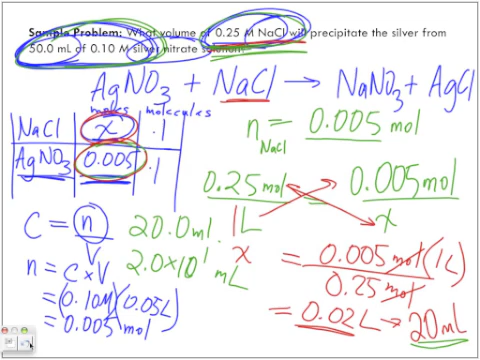 Sample Problem: What volume of 0.25 M NaCl will precipitate the silver from
50.0 mL of 0.10 M silver nitrate solution?
AgNO3 + NaCl → NaNO3 + AgCl
moles molecules
NaCl x 1
AgNO3 0.005 1
n NaCl = 0.005 mol
0.25 mol 0.005 mol
1L x
C = n
V
n = C × V
= (0.10M)(0.05L)
= 0.005 mol
20.0 ml
2.0 × 10^1 mL
x = 0.005 mol (1L)
0.25 mol
= 0.02L → 20 mL